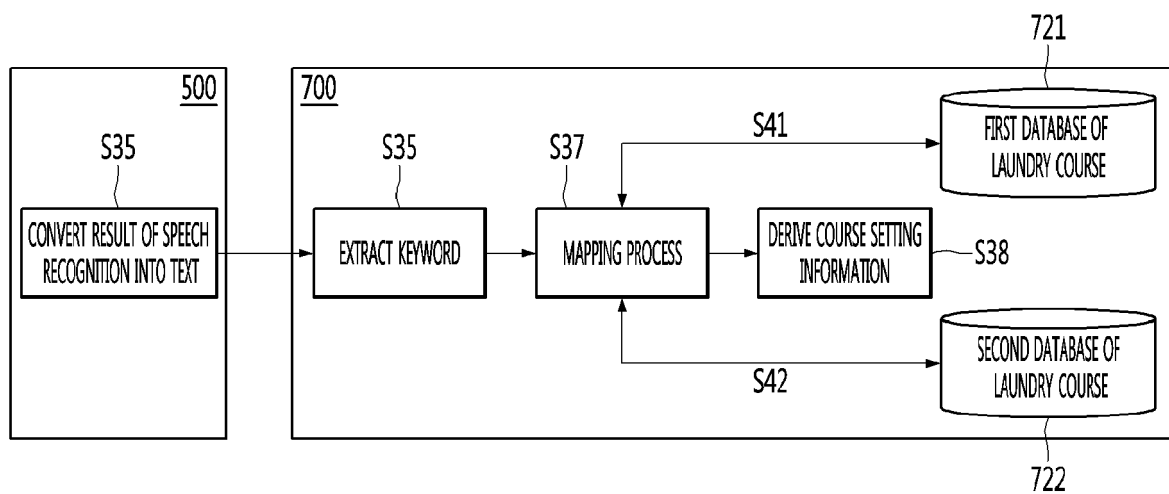 721
500
700
S41
FIRST DATABASE OF
LAUNDRY COURSE
S35
S35
S37
CONVERT RESULT OF SPEECH
RECOGNITION INTO TEXT
EXTRACT KEYWORD
MAPPING PROCESS
DERIVE COURSE SETTING
INFORMATION
S38
SECOND DATABASE OF
LAUNDRY COURSE
S42
722